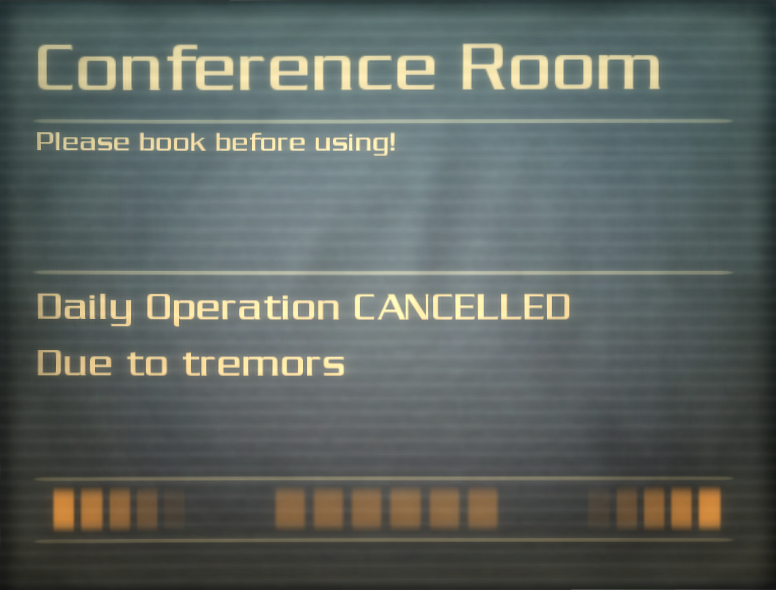 Conference Room
Please book before using!
Daily Operation CANCELLED
Due to tremors